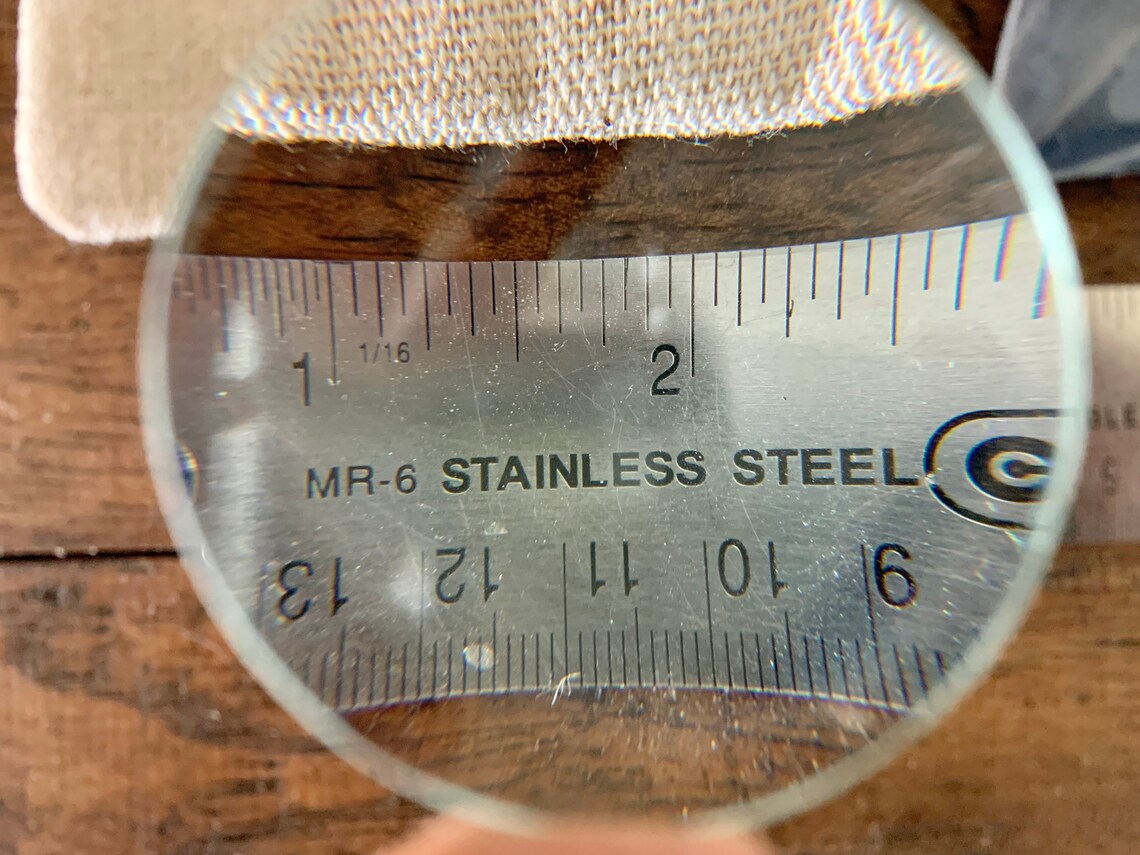 1 1/16 2
MR-6 STAINLESS STEEL C
13 12 11 10 9